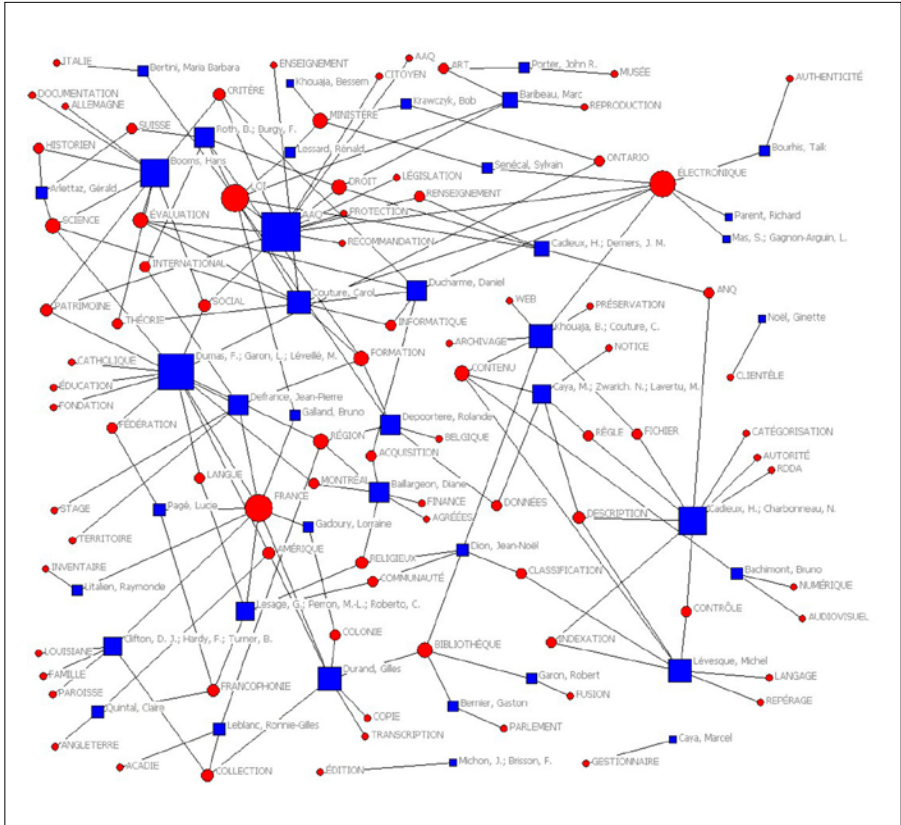 ITALIE
Bertini, Maria Barbara
ENSEIGNEMENT
AAQ
ART
Porter, John R.
MUSÉE
CITOYEN
Khouaja, Bessem
AUTHENTICITÉ
DOCUMENTATION
ALLEMAGNE
CRITÈRE
Krawczyk, Bob
Baribeau, Marc
REPRODUCTION
MINISTÈRE
SUISSE
Roth, B.; Burgy, F.
HISTORIEN
Lessard, Rénald
Bourhis, Taïk
Booms, Hans
Sénécal, Sylvain
ONTARIO
ÉLECTRONIQUE
Arlettaz, Gérald
LOI
DROIT
LÉGISLATION
RENSEIGNEMENT
SCIENCE
ÉVALUATION
AAQ
PROTECTION
Parent, Richard
RECOMMANDATION
Mas, S.; Gagnon-Arguin, L.
Cadieux, H.; Demers, J. M.
INTERNATIONAL
Ducharme, Daniel
ANQ
PATRIMOINE
SOCIAL
Couture, Carol
WEB
PRÉSERVATION
THÉORIE
INFORMATIQUE
Noël, Ginette
Khouaja, B.; Couture, C.
ARCHIVAGE
NOTICE
CATHOLIQUE
Dumas, F.; Garon, L.; Léveillé, M.
FORMATION
CONTENU
CLIENTÈLE
ÉDUCATION
Caya, M.; Zwarich. N.; Lavertu, M.
FONDATION
Defrance, Jean-Pierre
Galland, Bruno
FÉDÉRATION
Depoortere, Rolande
RÉGION
BELGIQUE
RÈGLE
FICHIER
CATÉGORISATION
ACQUISITION
AUTORITÉ
RDDA
LANGUE
MONTRÉAL
Baillargeon, Diane
FINANCE
DONNÉES
STAGE
Pagé, Lucie
FRANCE
AGRÉÉES
DESCRIPTION
Cadieux, H.; Charbonneau, N.
Gadoury, Lorraine
TERRITOIRE
AMÉRIQUE
Dion, Jean-Noël
INVENTAIRE
RELIGIEUX
CLASSIFICATION
Bachimont, Bruno
COMMUNAUTÉ
NUMÉRIQUE
Litalien, Raymonde
Lesage, G.; Perron, M.-L.; Roberto, C.
CONTRÔLE
AUDIOVISUEL
COLONIE
Clifton, D. J.; Hardy, F.; Turner, B.
BIBLIOTHÈQUE
INDEXATION
LOUISIANE
Lévesque, Michel
FAMILLE
Durand, Gilles
Garon, Robert
LANGAGE
PAROISSE
FRANCOPHONIE
FUSION
REPÉRAGE
Quintal, Claire
COPIE
Bernier, Gaston
Leblanc, Ronnie-Gilles
TRANSCRIPTION
PARLEMENT
ANGLETERRE
Caya, Marcel
ACADIE
COLLECTION
ÉDITION
Michon, J.; Brisson, F.
GESTIONNAIRE